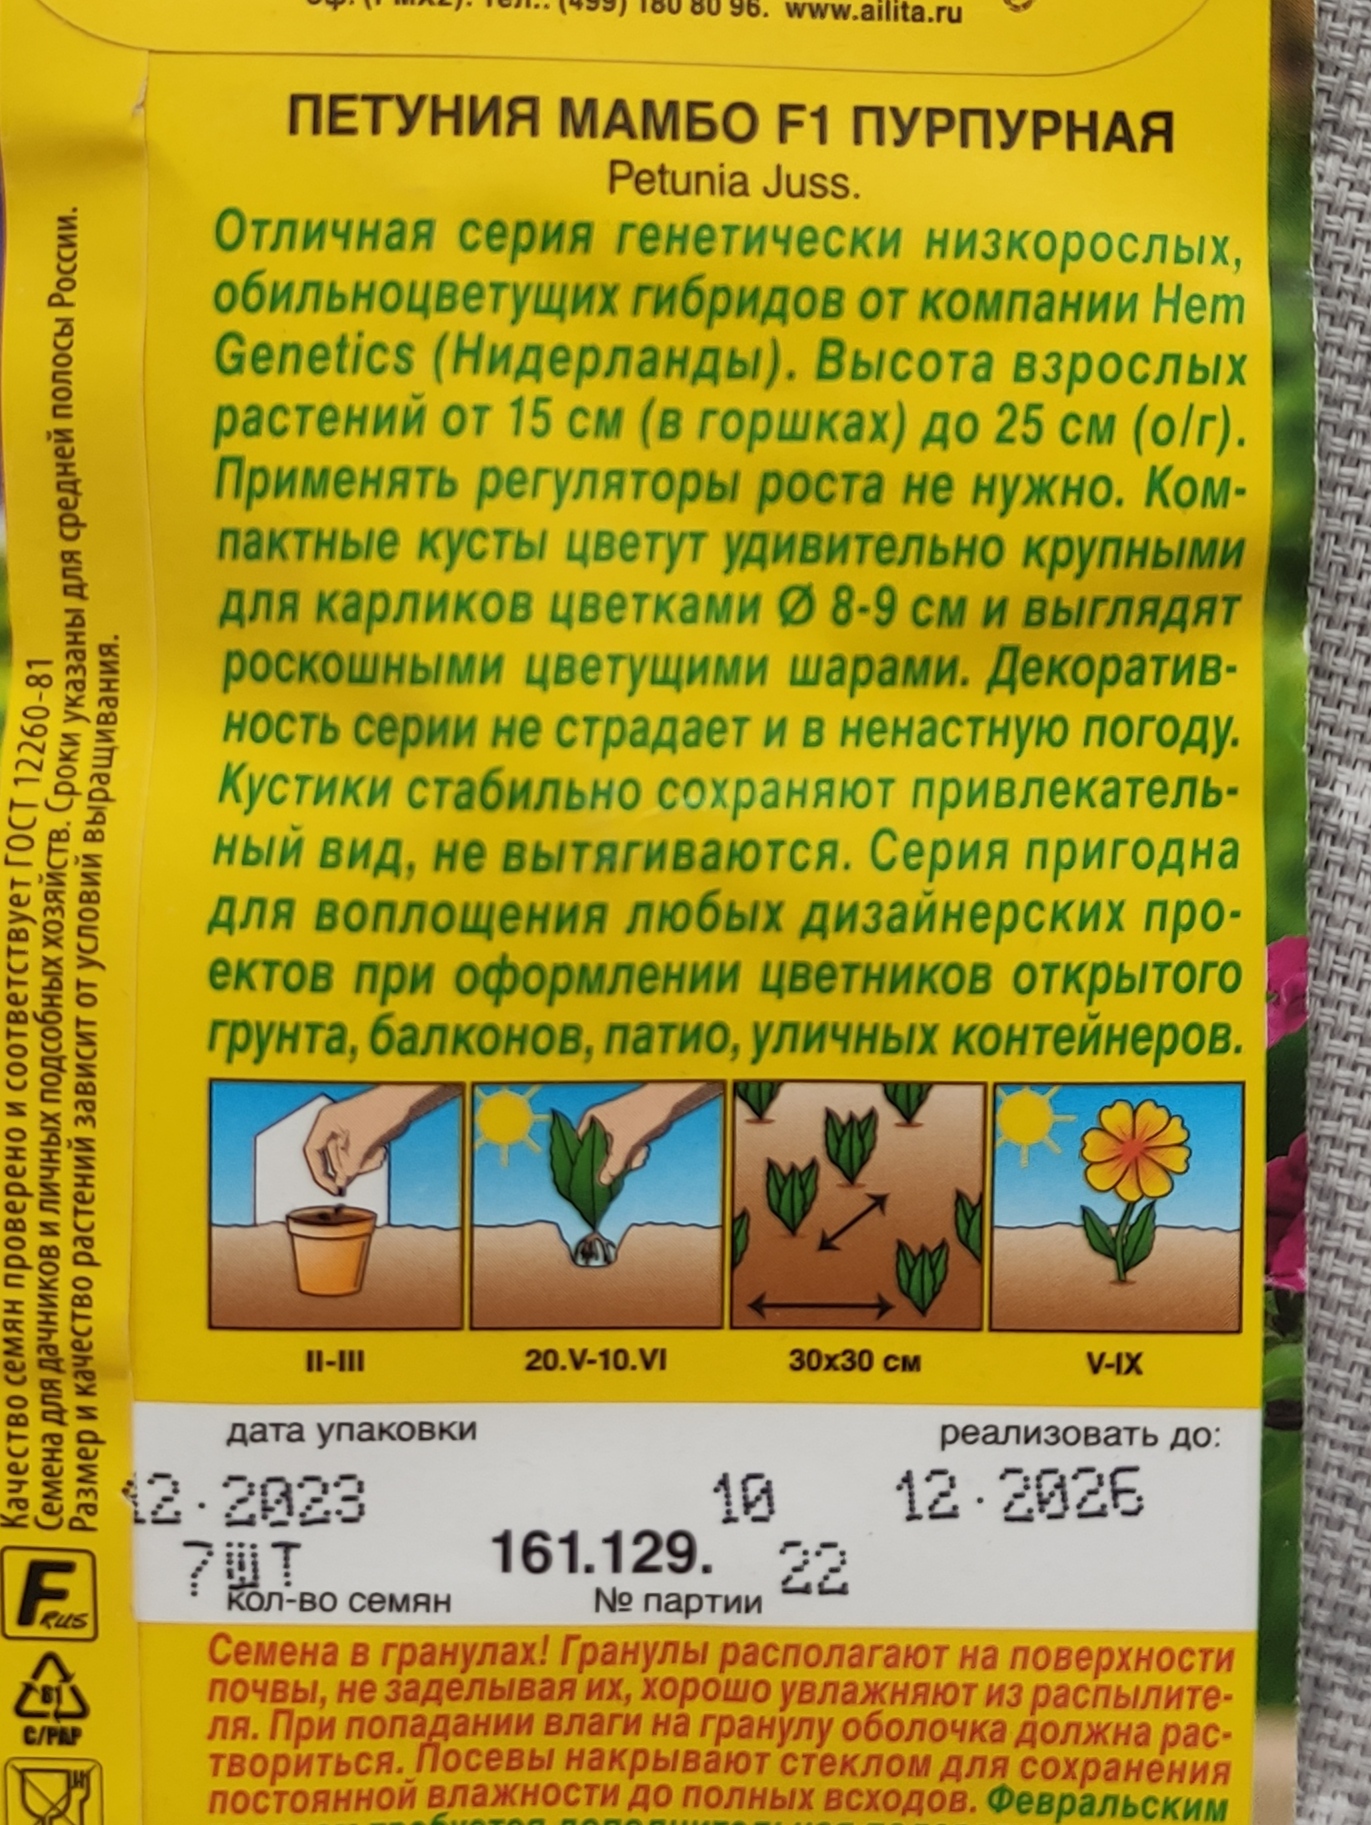 тел.: (499) 180 80 96. www.ailita.ru
ПЕТУНИЯ МАМБО F1 ПУРПУРНАЯ
Petunia Juss.
Отличная серия генетически низкорослых,
обильноцветущих гибридов от компании Hem
Genetics (Нидерланды). Высота взрослых
растений от 15 см (в горшках) до 25 см (о/г).
Применять регуляторы роста не нужно. Ком-
пактные кусты цветут удивительно крупными
для карликов цветками Ø 8-9 см и выглядят
роскошными цветущими шарами. Декоратив-
ность серии не страдает и в ненастную погоду.
Кустики стабильно сохраняют привлекатель-
ный вид, не вытягиваются. Серия пригодна
для воплощения любых дизайнерских про-
ектов при оформлении цветников открытого
грунта, балконов, патио, уличных контейнеров.
II-III 20.V-10.VI 30х30 см V-IX
дата упаковки реализовать до:
12.2023 10 12.2026
7шт 161.129. 22
кол-во семян № партии
Семена в гранулах! Гранулы располагают на поверхности
почвы, не заделывая их, хорошо увлажняют из распылите-
ля. При попадании влаги на гранулу оболочка должна рас-
твориться. Посевы накрывают стеклом для сохранения
постоянной влажности до полных всходов. Февральским
Качество семян проверено и соответствует ГОСТ 12260-81
Семена для дачников и личных подсобных хозяйств. Сроки указаны для средней полосы России.
Размер и качество растений зависит от условий выращивания.
F RUS
81
C/PAP